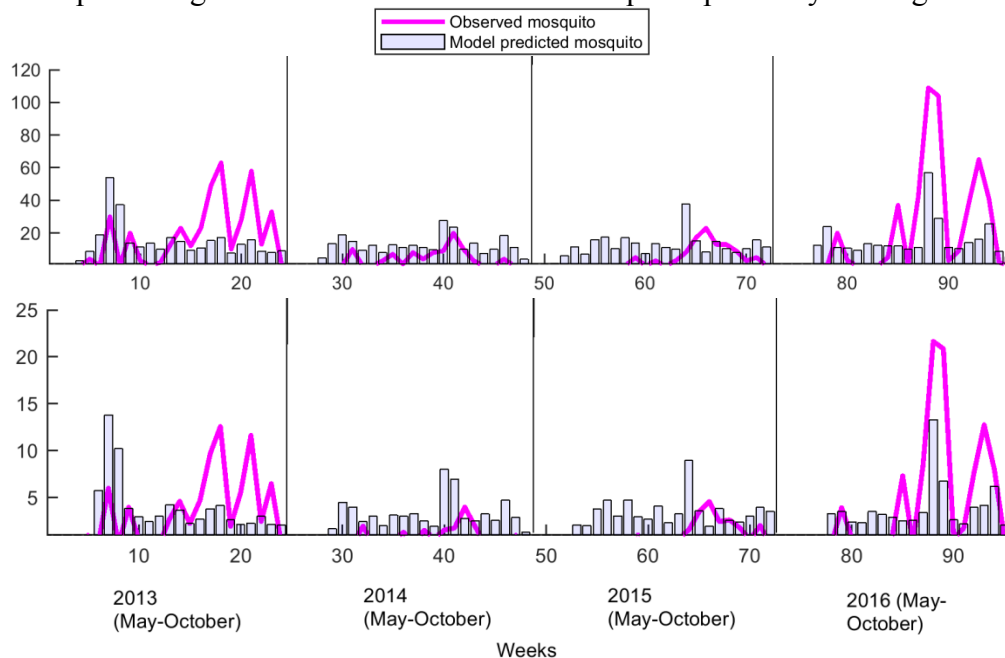 Observed mosquito
Model predicted mosquito
120
100
80
60
40
20
10 20 30 40 50 60 70 80 90
25
20
15
10
5
10 20 30 40 50 60 70 80 90
2013
(May-October)
2014
(May-October)
2015
(May-October)
2016 (May-
October)
Weeks